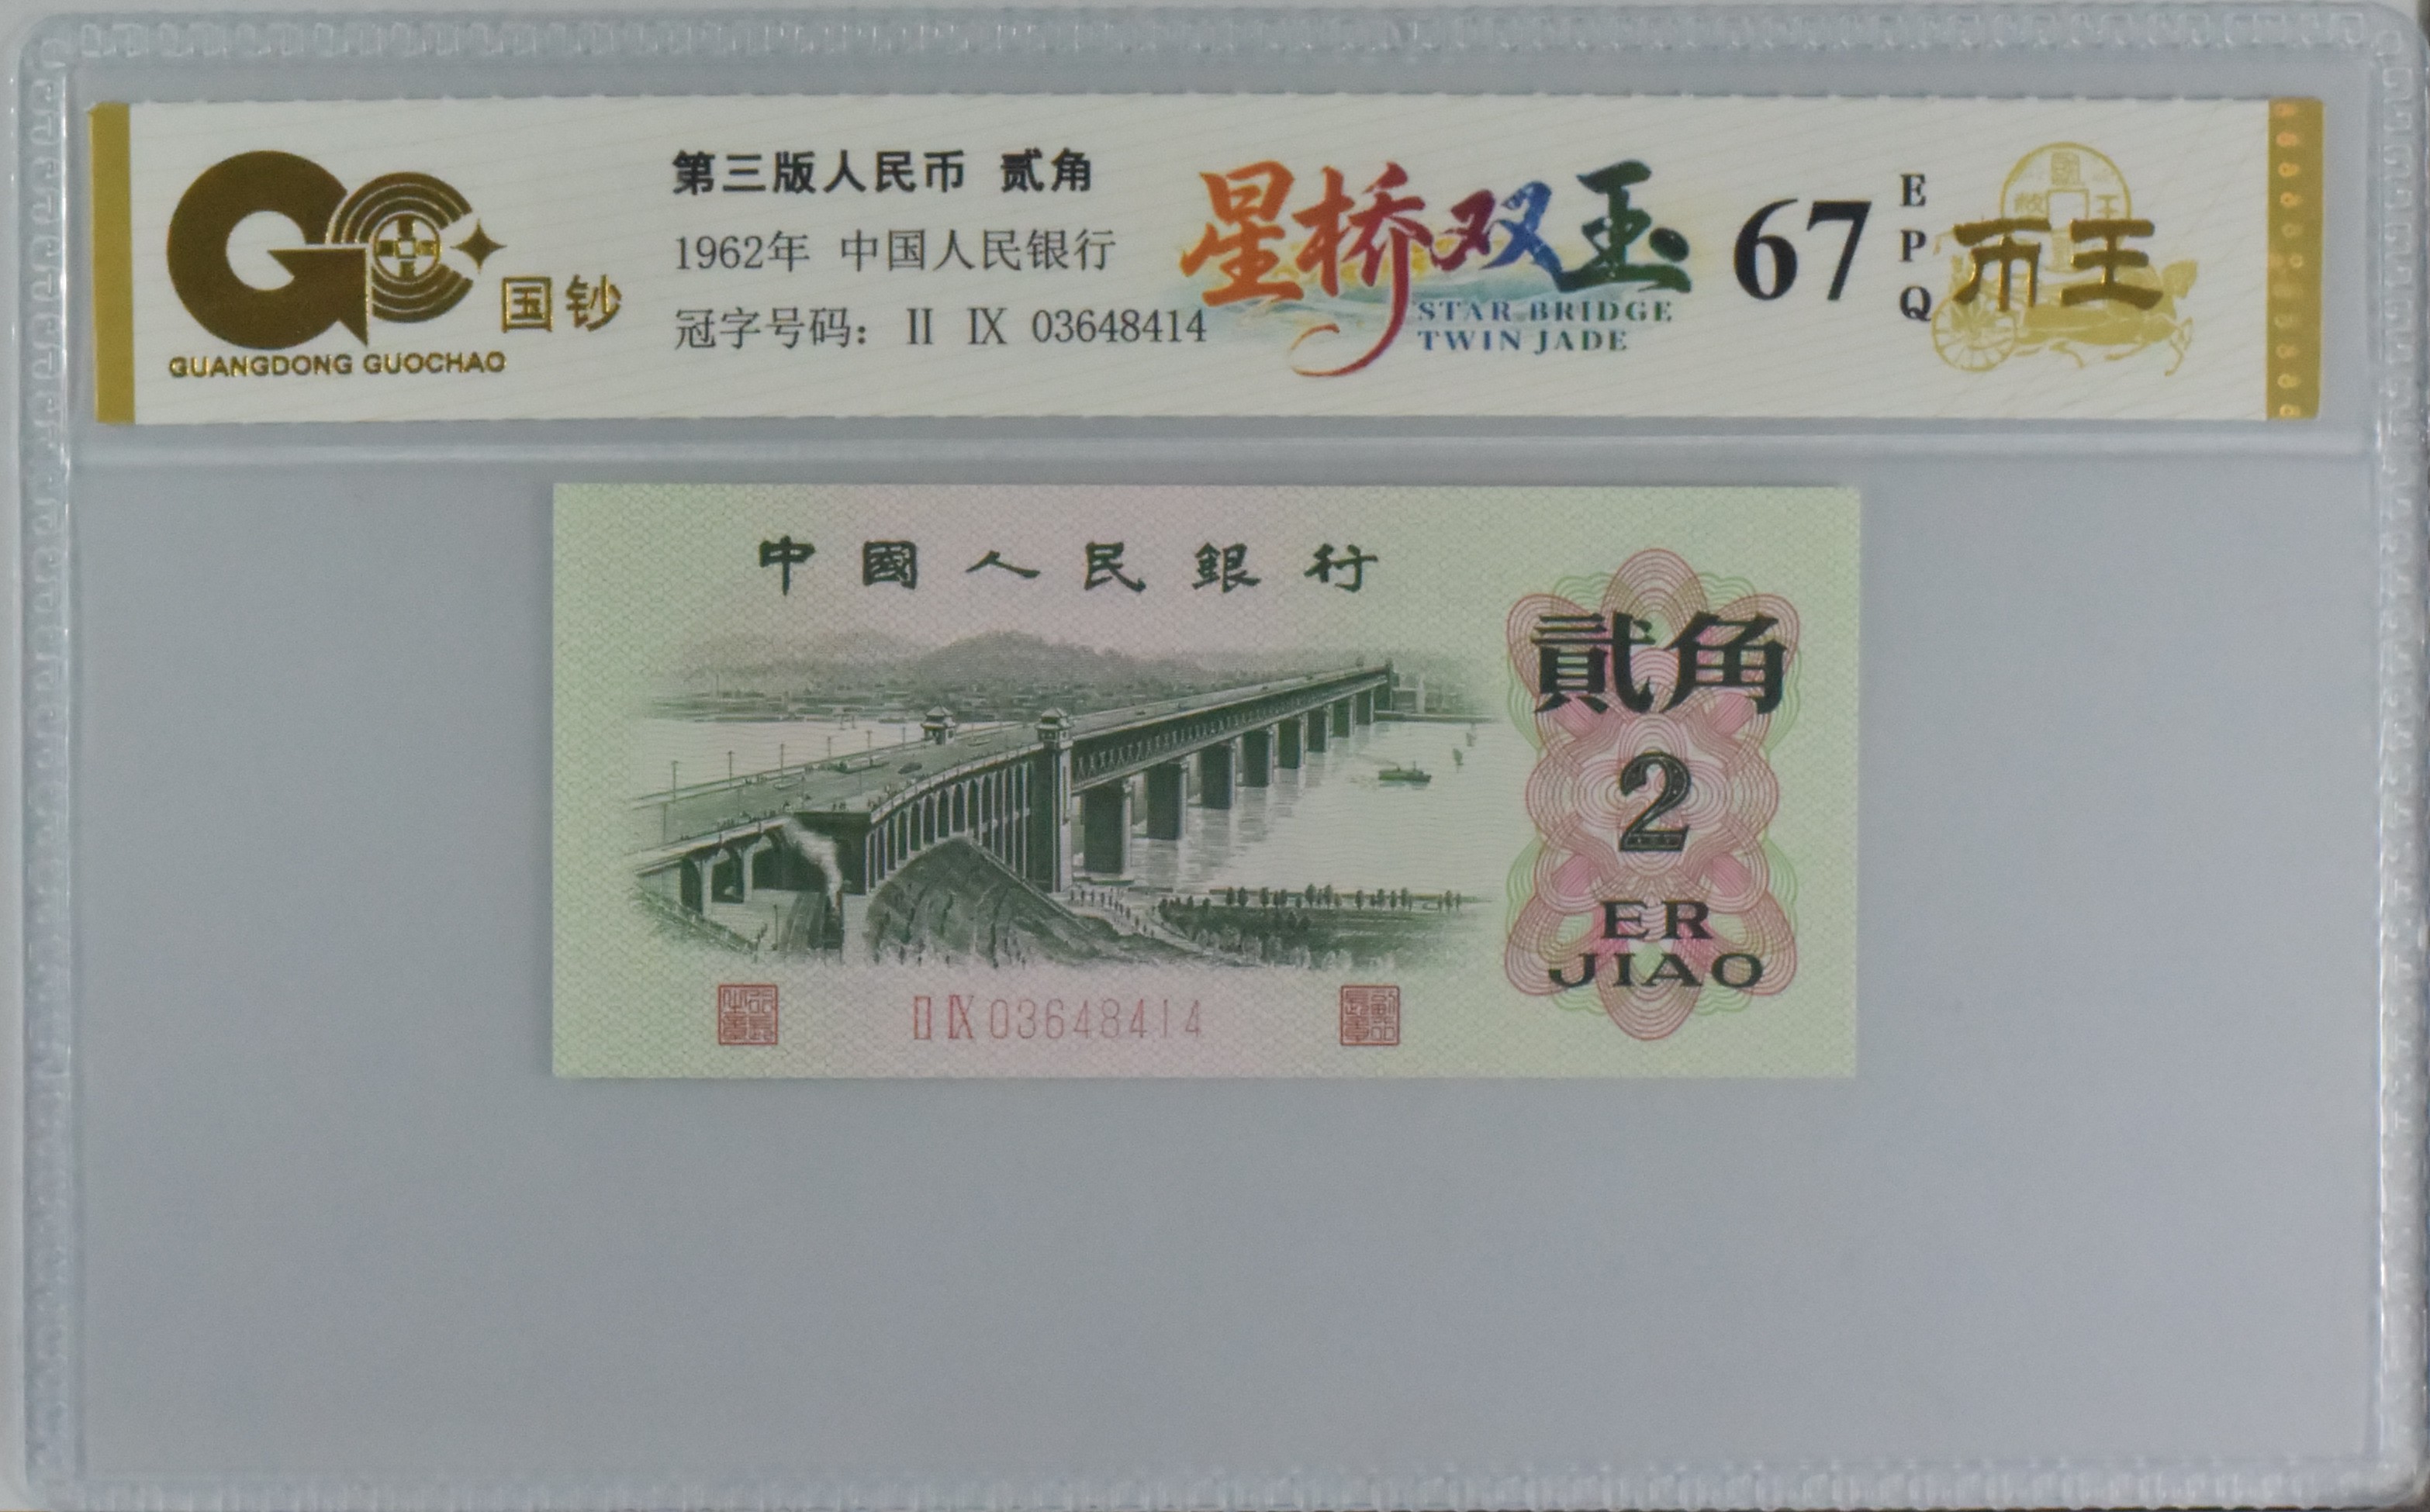 国钞
GUANGDONG GUOCHAO
第三版人民币 贰角
1962年 中国人民银行
冠字号码： II IX 03648414
星桥双玉
STAR BRIDGE
TWIN JADE
67
EPQ
币王
中國人民銀行
貳角
2
ER
JIAO
II IX 03648414